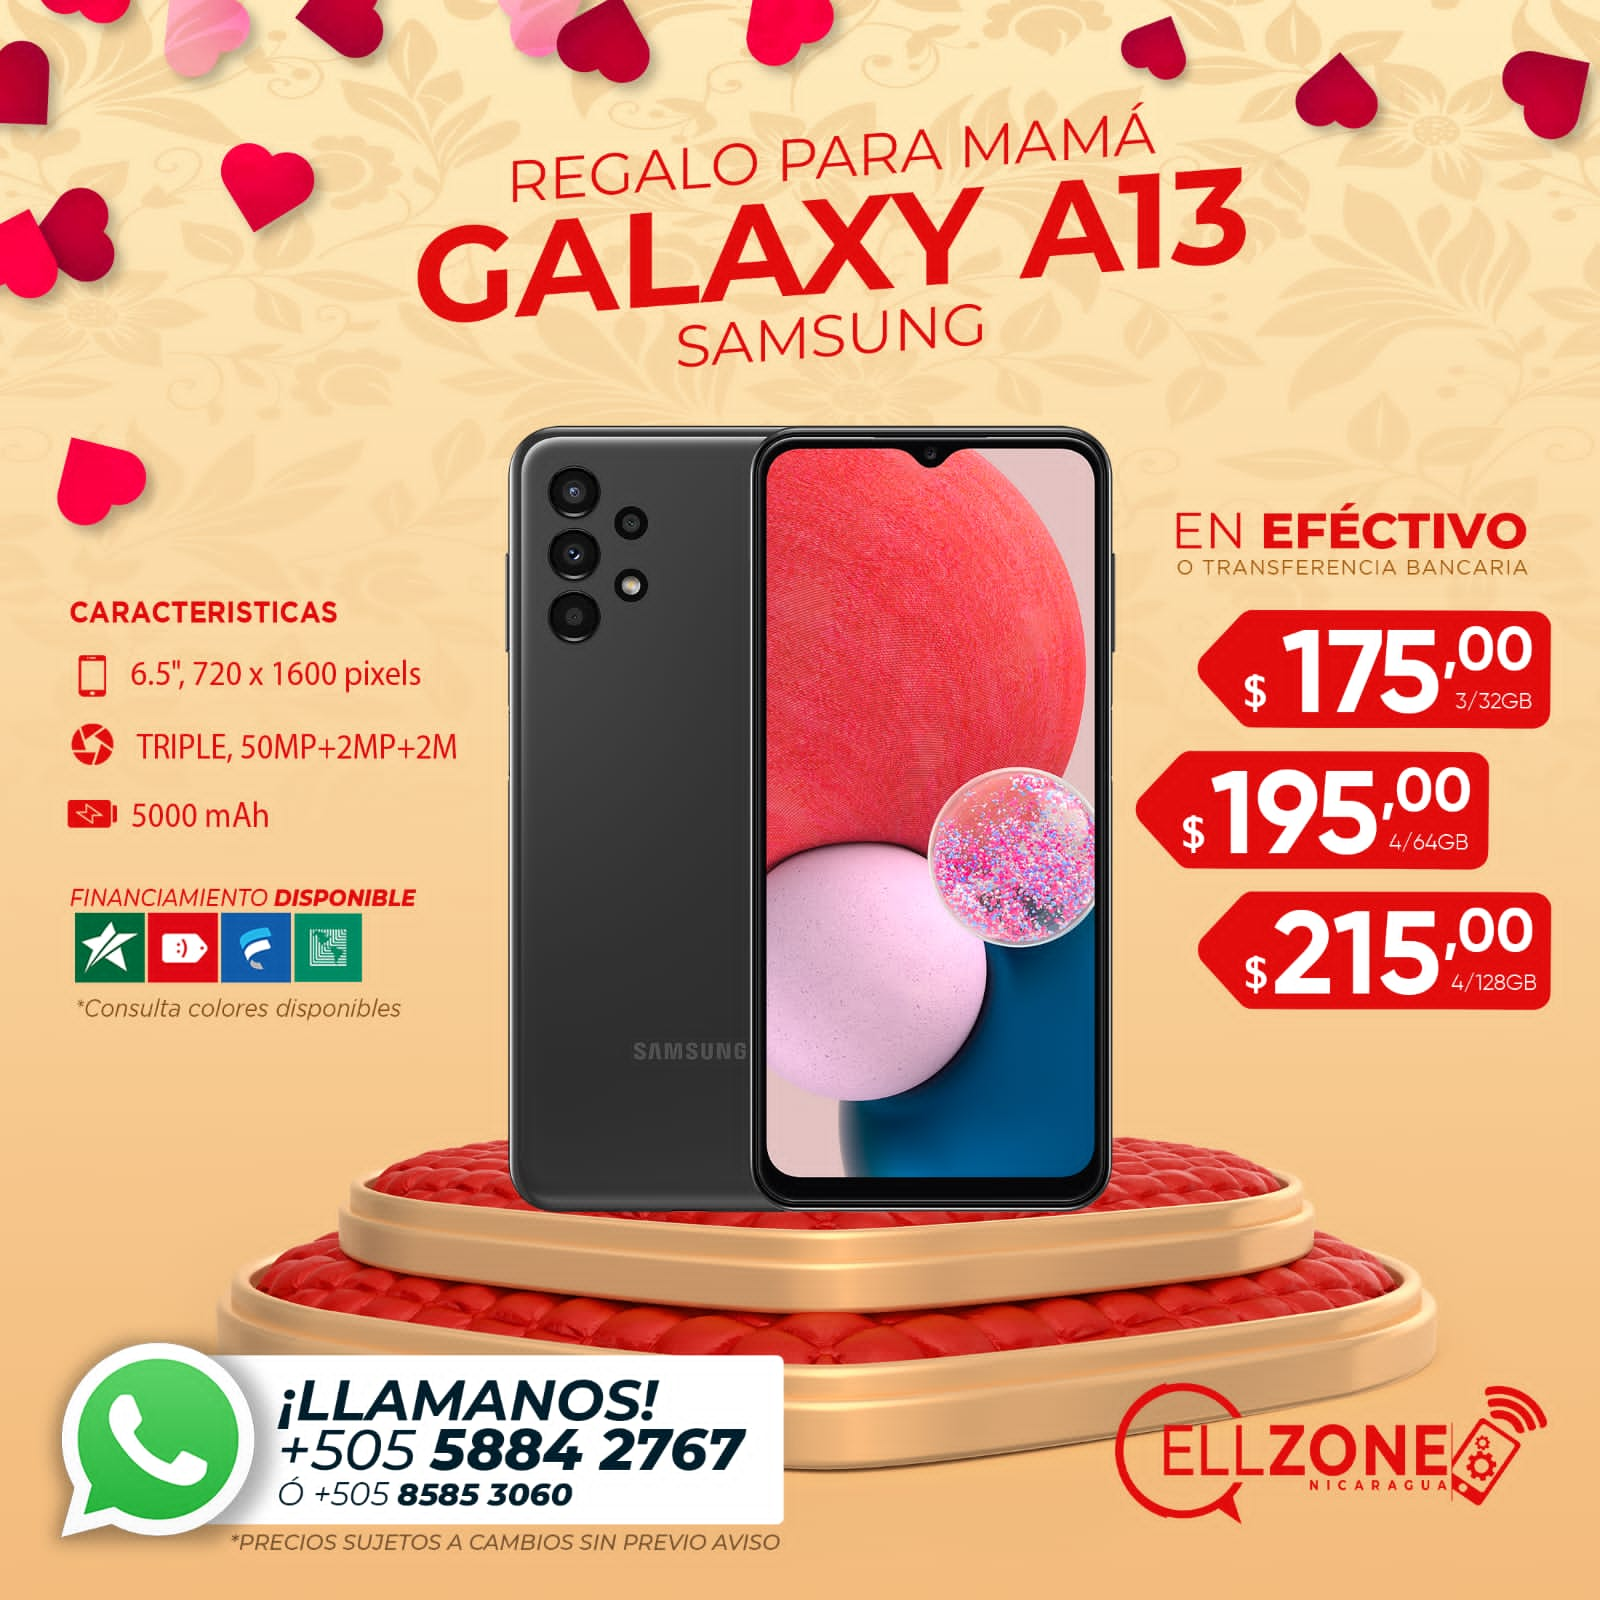 REGALO PARA MAMÁ
GALAXY A13
SAMSUNG
CARACTERISTICAS
6.5", 720 x 1600 pixels
TRIPLE, 50MP+2MP+2M
5000 mAh
FINANCIAMIENTO DISPONIBLE
*Consulta colores disponibles
SAMSUNG
EN EFÉCTIVO
O TRANSFERENCIA BANCARIA
$ 175,00
3/32GB
$ 195,00
4/64GB
$ 215,00
4/128GB
¡LLAMANOS!
+505 5884 2767
Ó +505 8585 3060
*PRECIOS SUJETOS A CAMBIOS SIN PREVIO AVISO
CELLZONE
NICARAGUA